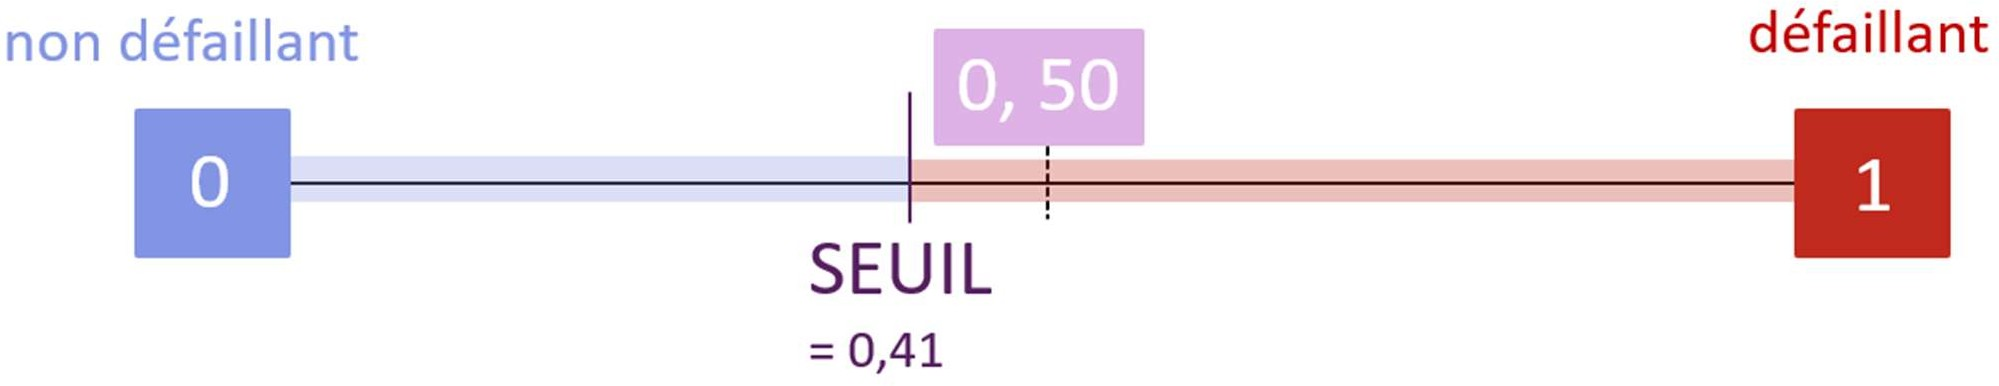 non défaillant
défaillant
0, 50
0
1
SEUIL
= 0,41